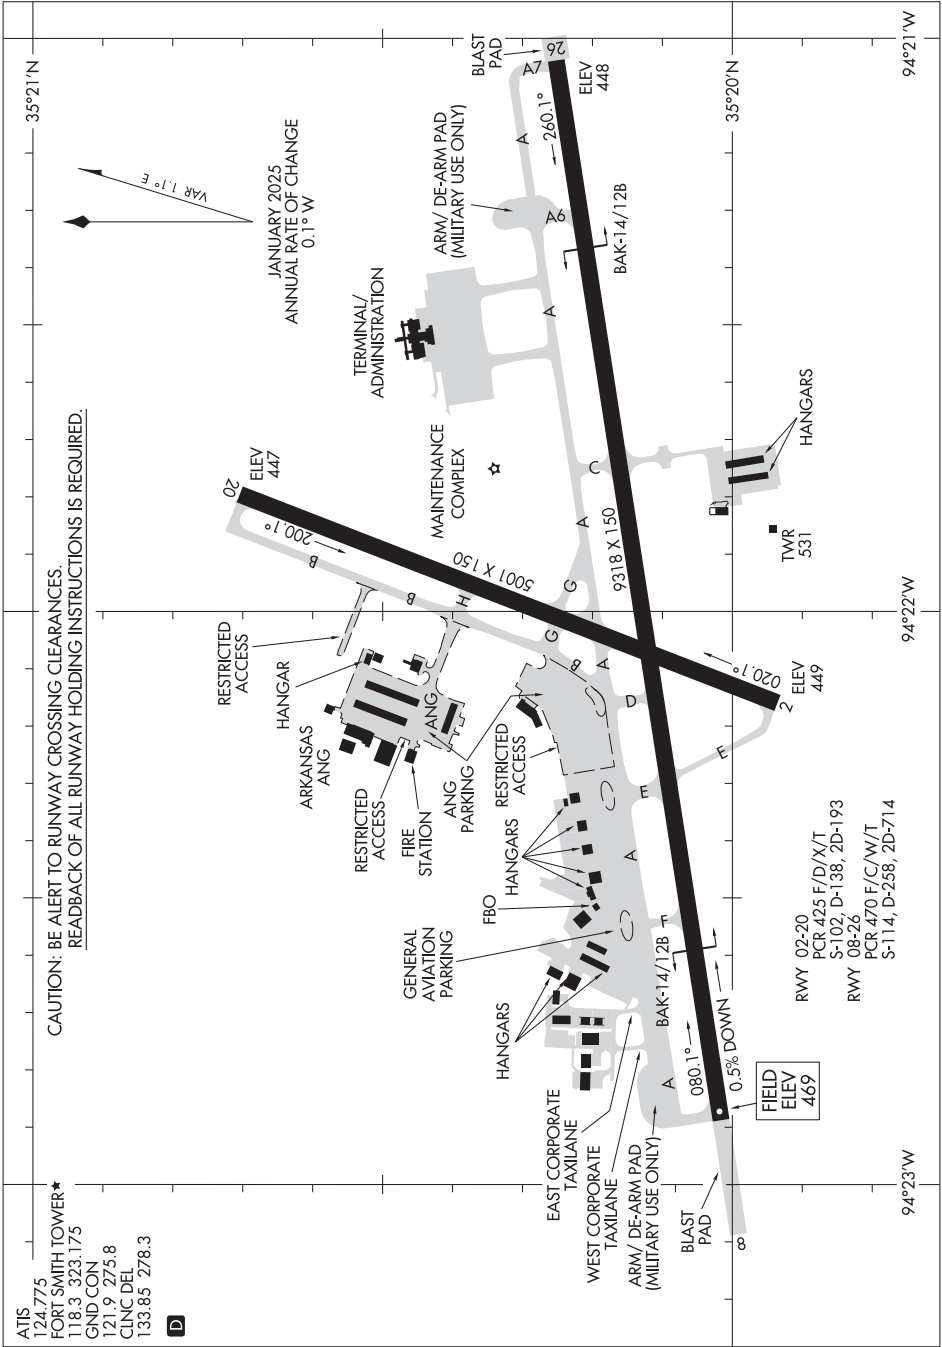 ATIS
124.775
FORT SMITH TOWER★
118.3 323.175
GND CON
121.9 275.8
CLNC DEL
133.85 278.3
D
CAUTION: BE ALERT TO RUNWAY CROSSING CLEARANCES.
READBACK OF ALL RUNWAY HOLDING INSTRUCTIONS IS REQUIRED.
35°21'N
VAR 1.1° E
JANUARY 2025
ANNUAL RATE OF CHANGE
0.1° W
20
ELEV
447
200.1°
B
B
H
5001 X 150
RESTRICTED
ACCESS
HANGAR
ARKANSAS
ANG
RESTRICTED
ACCESS
FIRE
STATION
ANG
ANG
PARKING
RESTRICTED
ACCESS
MAINTENANCE
COMPLEX
TERMINAL/
ADMINISTRATION
ARM/ DE-ARM PAD
(MILITARY USE ONLY)
BLAST
PAD
26
A7
ELEV
448
260.1°
A
A6
BAK-14/12B
A
A
C
G
G
B
A
D
E
E
A
F
A
9318 X 150
GENERAL
AVIATION
PARKING
FBO
HANGARS
HANGARS
EAST CORPORATE
TAXILANE
WEST CORPORATE
TAXILANE
ARM/ DE-ARM PAD
(MILITARY USE ONLY)
BLAST
PAD
8
080.1°
0.5% DOWN
BAK-14/12B
FIELD
ELEV
469
020.1°
2
ELEV
449
TWR
531
HANGARS
RWY 02-20
PCR 425 F/D/X/T
S-102, D-138, 2D-193
RWY 08-26
PCR 470 F/C/W/T
S-114, D-258, 2D-714
35°20'N
94°23'W
94°22'W
94°21'W